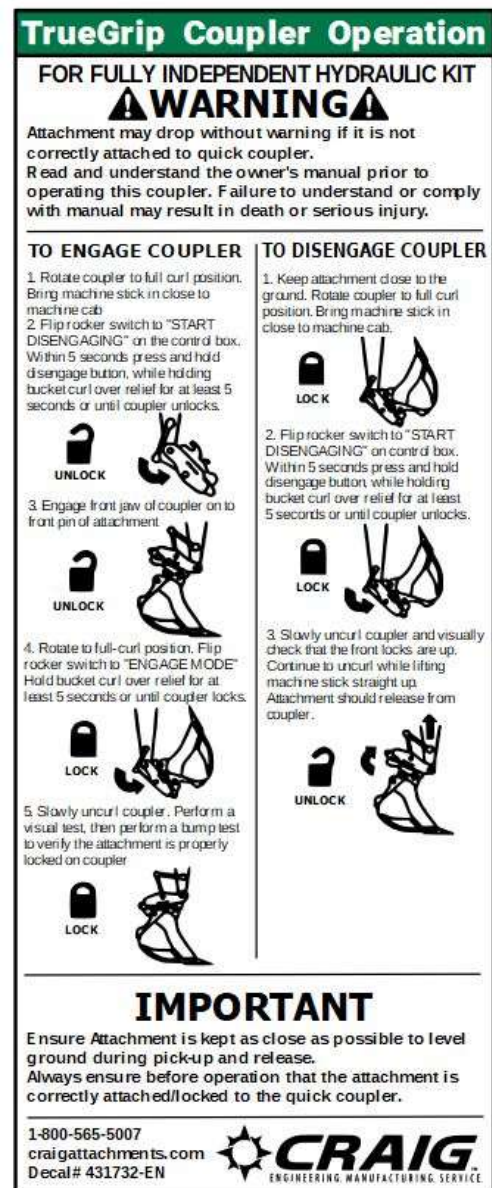 TrueGrip Coupler Operation
FOR FULLY INDEPENDENT HYDRAULIC KIT
WARNING
Attachment may drop without warning if it is not
correctly attached to quick coupler.
Read and understand the owner's manual prior to
operating this coupler. Failure to understand or comply
with manual may result in death or serious injury.
TO ENGAGE COUPLER
1. Rotate coupler to full curl position.
Bring machine stick in close to
machine cab
2. Flip rocker switch to "START
DISENGAGING" on the control box.
Within 5 seconds press and hold
disengage button, while holding
bucket curl over relief for at least 5
seconds or until coupler unlocks.
UNLOCK
3. Engage front jaw of coupler on to
front pin of attachment
UNLOCK
4. Rotate to full-curl position. Flip
rocker switch to "ENGAGE MODE"
Hold bucket curl over relief for at
least 5 seconds or until coupler locks.
LOCK
5. Slowly uncurl coupler. Perform a
visual test, then perform a bump test
to verify the attachment is properly
locked on coupler
LOCK
TO DISENGAGE COUPLER
1. Keep attachment close to the
ground. Rotate coupler to full curl
position. Bring machine stick in
close to machine cab.
LOCK
2. Flip rocker switch to "START
DISENGAGING" on control box.
Within 5 seconds press and hold
disengage button, while holding
bucket curl over relief for at least
5 seconds or until coupler unlocks.
LOCK
3. Slowly uncurl coupler and visually
check that the front locks are up.
Continue to uncurl while lifting
machine stick straight up.
Attachment should release from
coupler.
UNLOCK
IMPORTANT
Ensure Attachment is kept as close as possible to level
ground during pick-up and release.
Always ensure before operation that the attachment is
correctly attached/locked to the quick coupler.
1-800-565-5007
craigattachments.com
Decal# 431732-EN
CRAIG
ENGINEERING. MANUFACTURING. SERVICE.